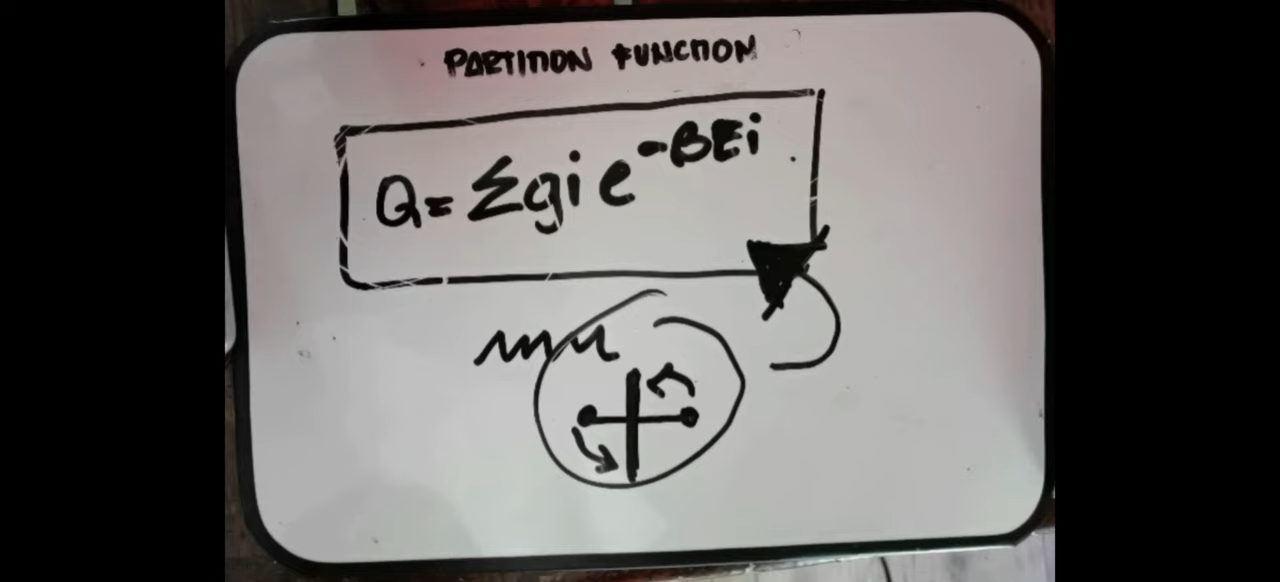 PARTITION FUNCTION
Q = Σgi e^-βEi